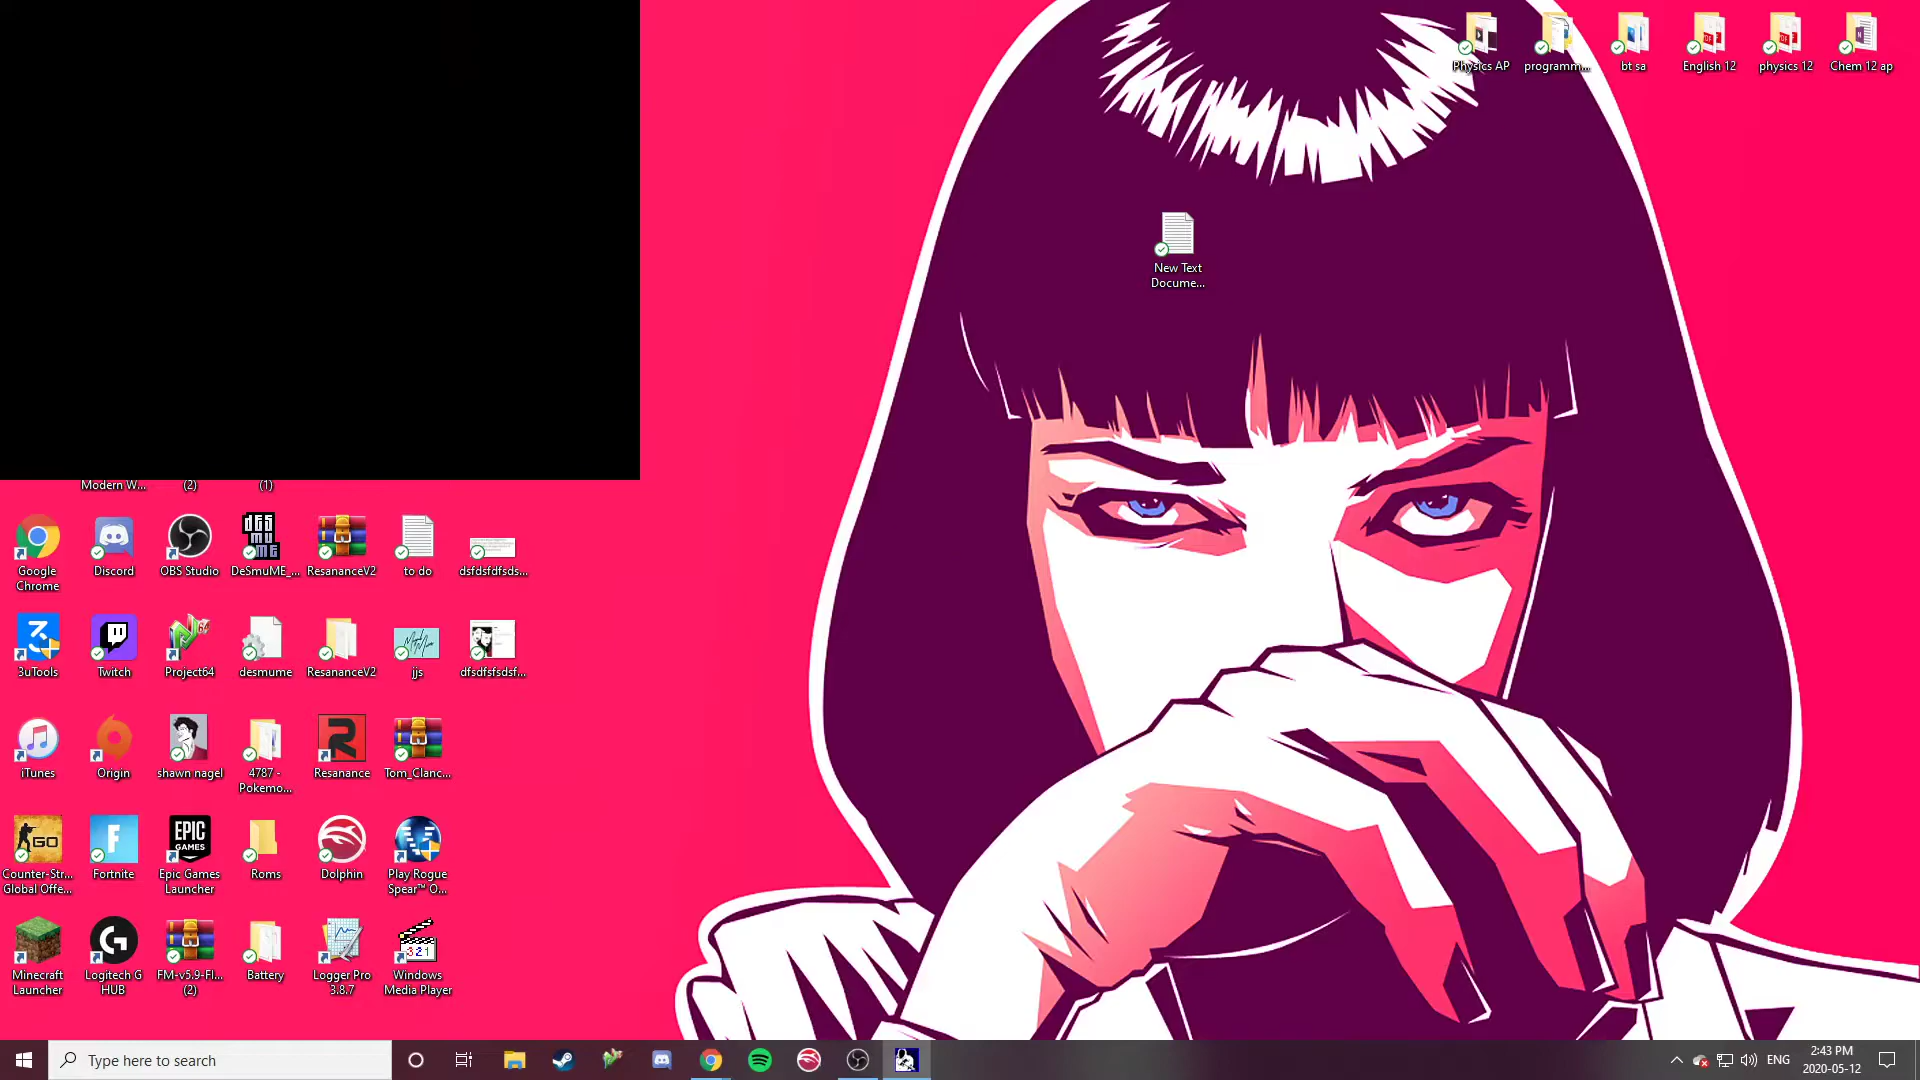 Physics AP
programm...
bt sa
English 12
physics 12
Chem 12 ap
New Text
Docume...
Modern W...
(2)
(1)
Google
Chrome
Discord
OBS Studio
DeSmuME_...
ResananceV2
to do
dsfdsfdfsds...
3uTools
Twitch
Project64
desmume
ResananceV2
jjs
dfsdfsfsdsf...
iTunes
Origin
shawn nagel
4787 -
Pokemo...
Resanance
Tom_Clanc...
Counter-Str...
Global Offe...
Fortnite
Epic Games
Launcher
Roms
Dolphin
Play Rogue
Spear™ O...
Minecraft
Launcher
Logitech G
HUB
FM-v5.9-Fl...
(2)
Battery
Logger Pro
3.8.7
Windows
Media Player
Type here to search
ENG
2:43 PM
2020-05-12